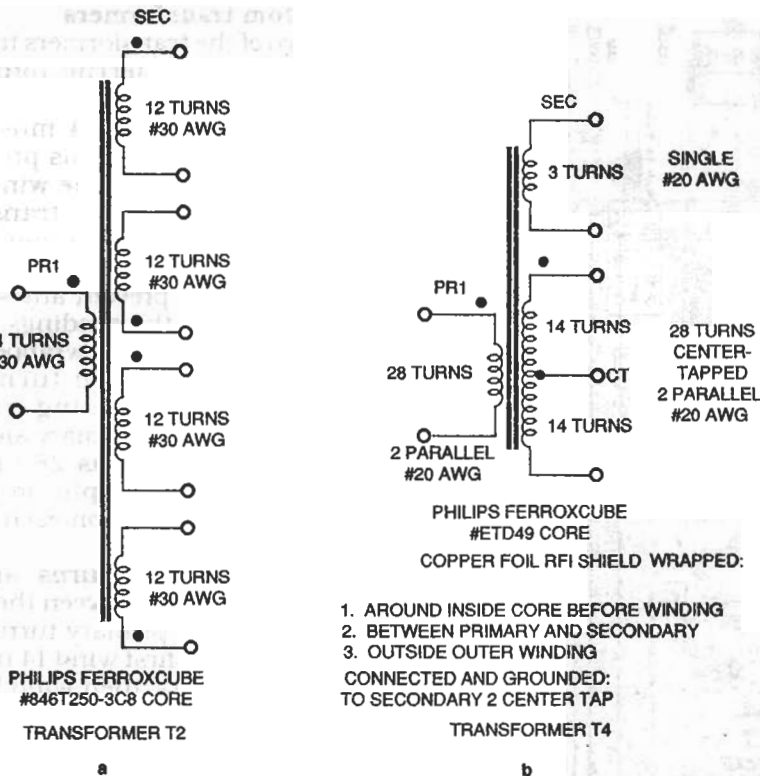 SEC
12 TURNS
#30 AWG
12 TURNS
#30 AWG
PR1
TURNS
30 AWG
12 TURNS
#30 AWG
12 TURNS
#30 AWG
PHILIPS FERROXCUBE
#846T250-3C8 CORE
TRANSFORMER T2
a
SEC
3 TURNS
SINGLE
#20 AWG
PR1
14 TURNS
28 TURNS
CT
14 TURNS
28 TURNS
CENTER-
TAPPED
2 PARALLEL
#20 AWG
2 PARALLEL
#20 AWG
PHILIPS FERROXCUBE
#ETD49 CORE
COPPER FOIL RFI SHIELD WRAPPED:
1. AROUND INSIDE CORE BEFORE WINDING
2. BETWEEN PRIMARY AND SECONDARY
3. OUTSIDE OUTER WINDING
CONNECTED AND GROUNDED:
TO SECONDARY 2 CENTER TAP
TRANSFORMER T4
b